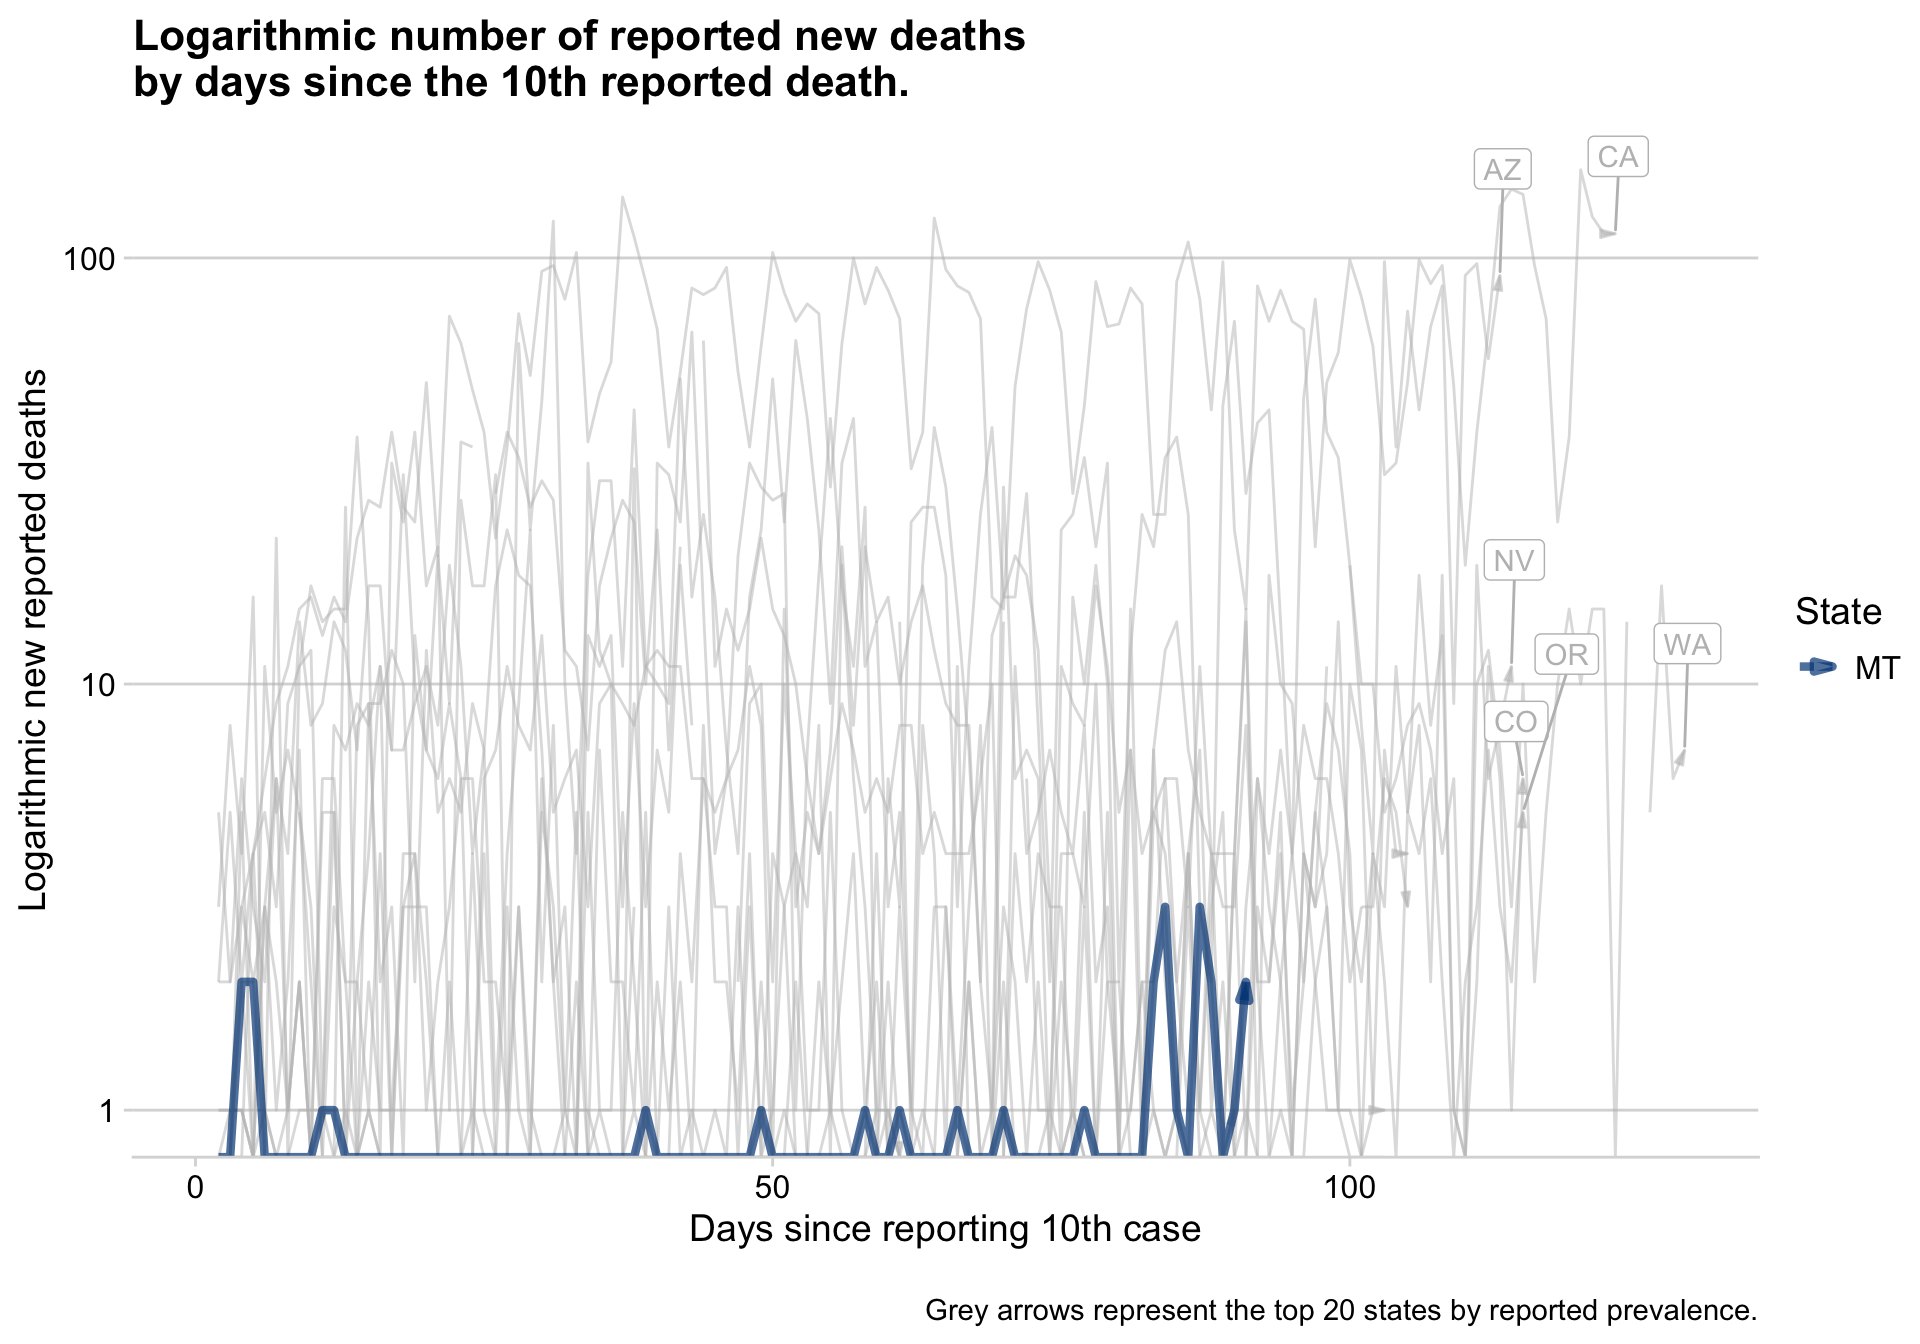 Logarithmic number of reported new deaths
by days since the 10th reported death.
Logarithmic new reported deaths
100
10
1
AZ
CA
NV
OR
WA
CO
State
MT
0
50
100
Days since reporting 10th case
Grey arrows represent the top 20 states by reported prevalence.